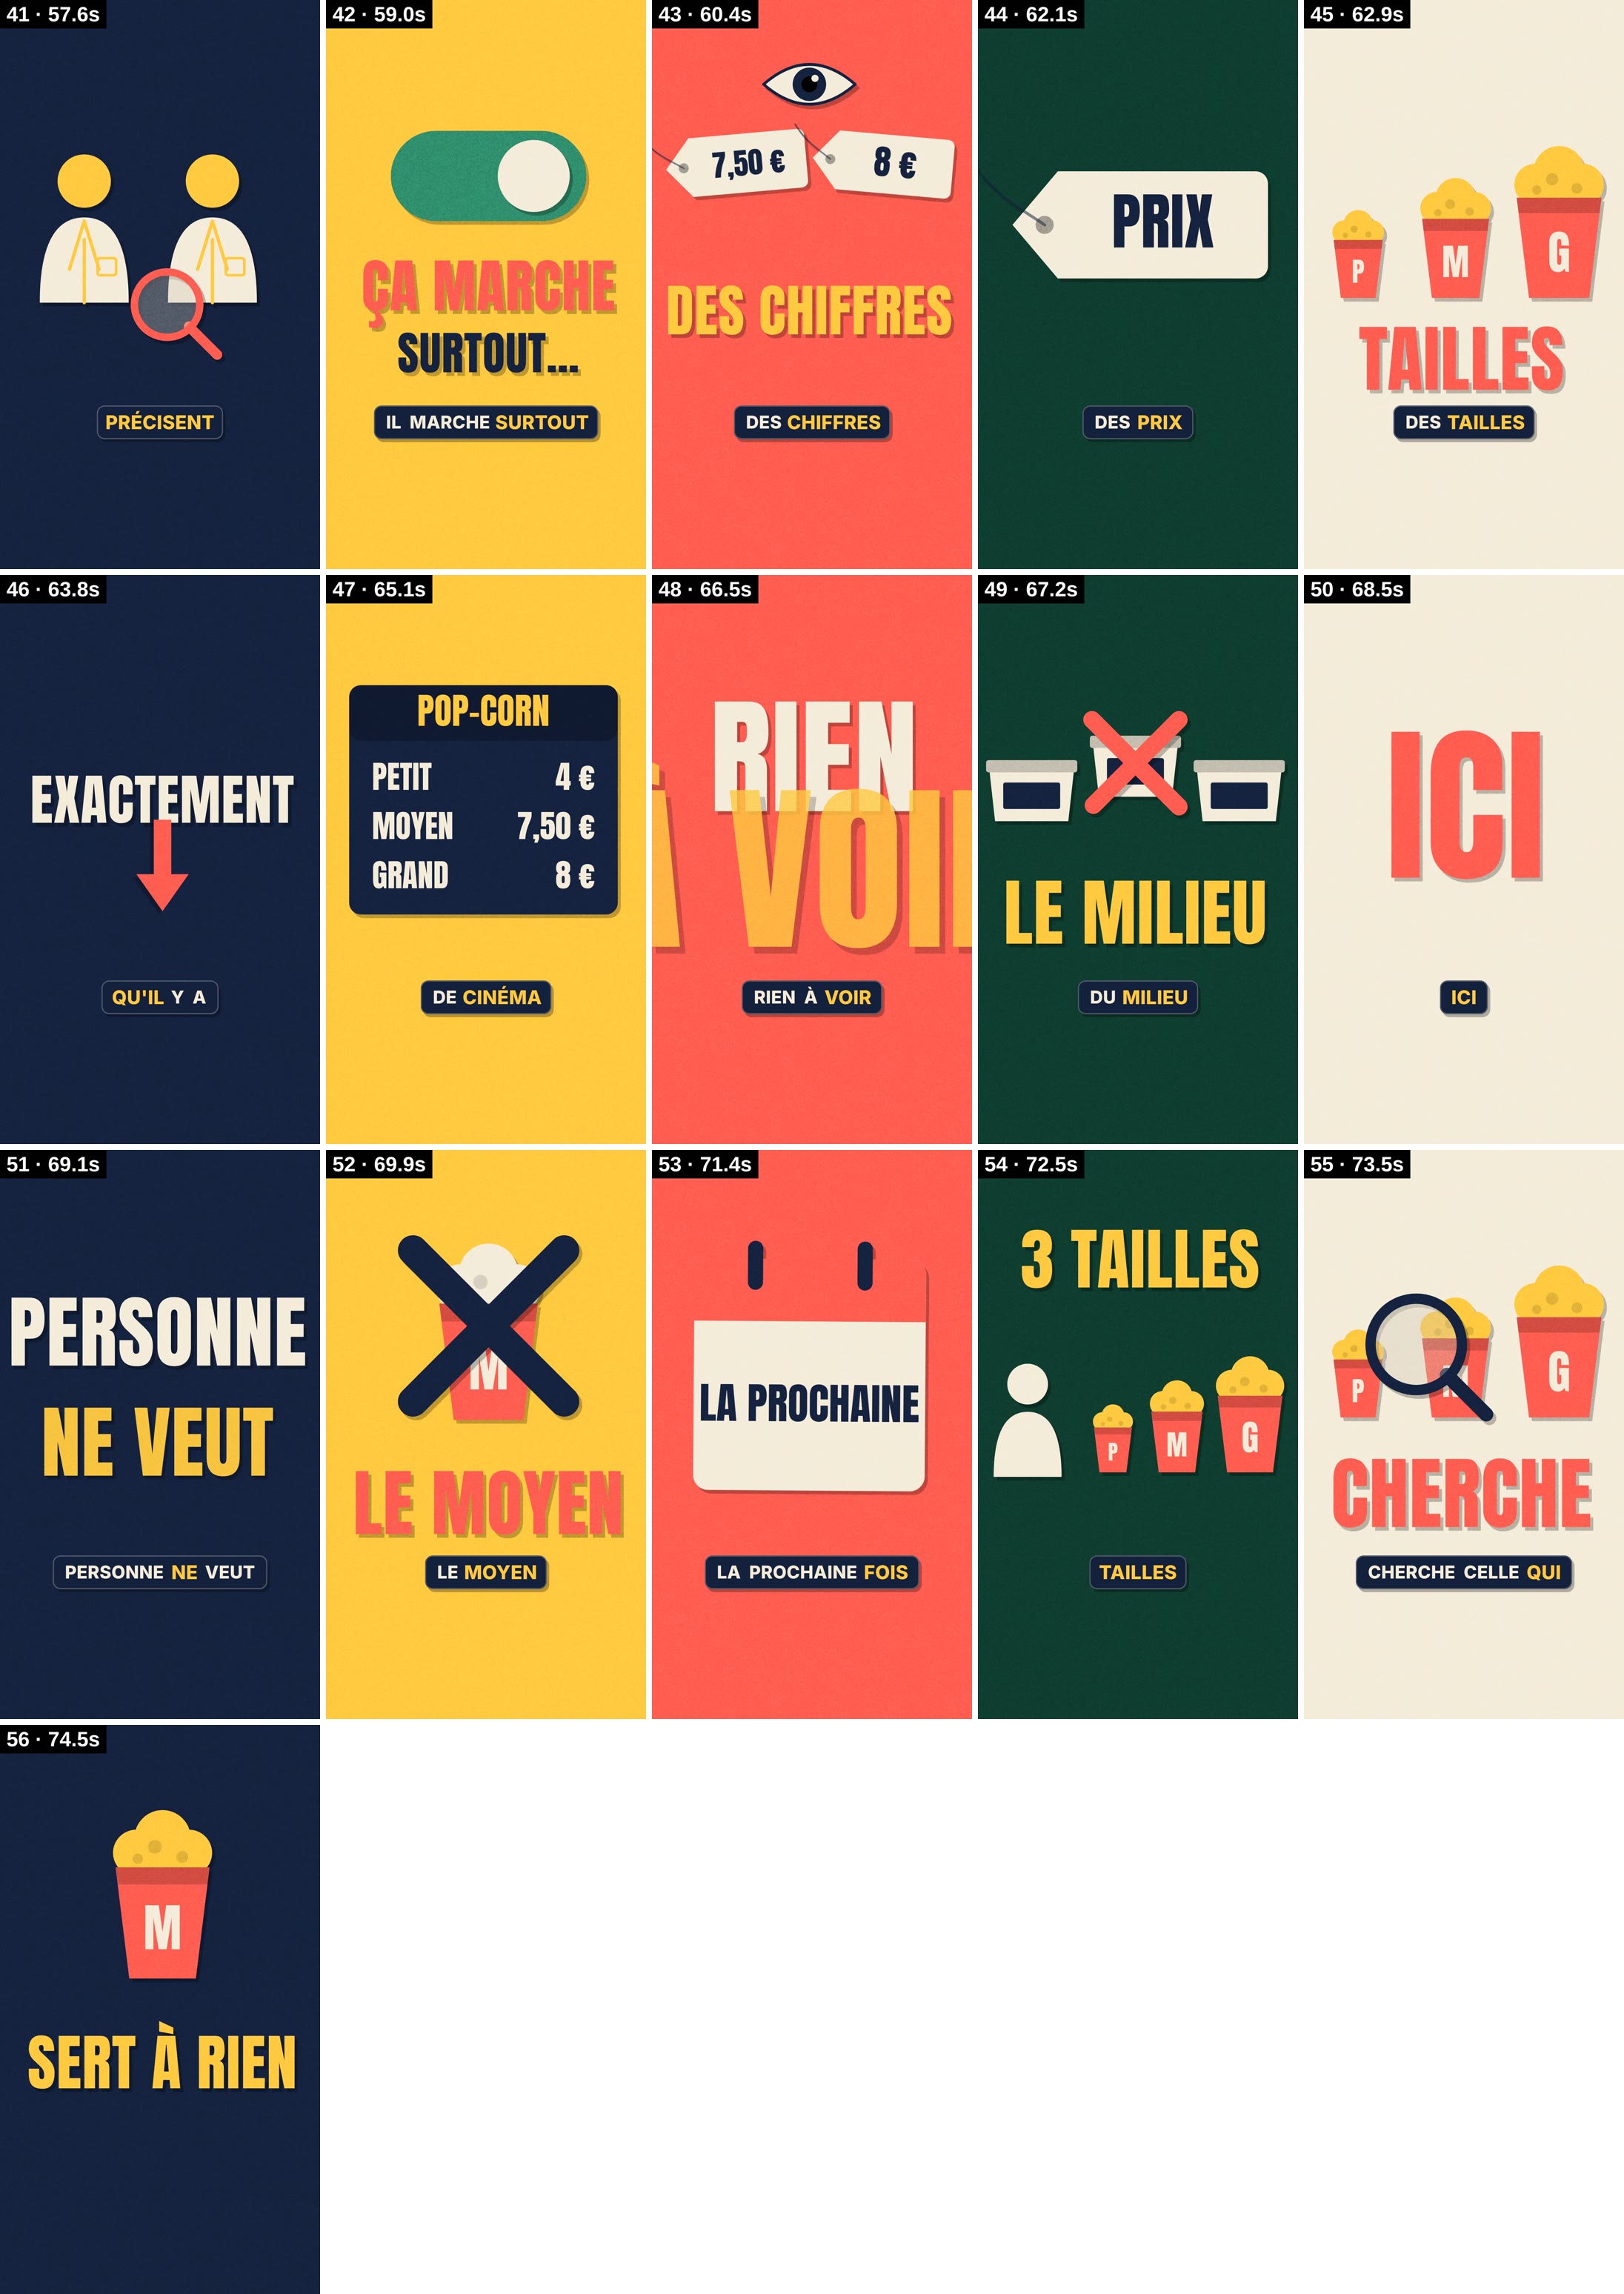 41 · 57.6s
PRÉCISENT
42 · 59.0s
ÇA MARCHE
SURTOUT...
IL MARCHE SURTOUT
43 · 60.4s
7,50 €
8 €
DES CHIFFRES
DES CHIFFRES
44 · 62.1s
PRIX
DES PRIX
45 · 62.9s
P
M
G
TAILLES
DES TAILLES
46 · 63.8s
EXACTEMENT
QU'IL Y A
47 · 65.1s
POP-CORN
PETIT 4 €
MOYEN 7,50 €
GRAND 8 €
DE CINÉMA
48 · 66.5s
RIEN
À VOI
RIEN À VOIR
49 · 67.2s
LE MILIEU
DU MILIEU
50 · 68.5s
ICI
ICI
51 · 69.1s
PERSONNE
NE VEUT
PERSONNE NE VEUT
52 · 69.9s
M
LE MOYEN
LE MOYEN
53 · 71.4s
LA PROCHAINE
LA PROCHAINE FOIS
54 · 72.5s
3 TAILLES
P
M
G
TAILLES
55 · 73.5s
P
G
CHERCHE
CHERCHE CELLE QUI
56 · 74.5s
M
SERT À RIEN